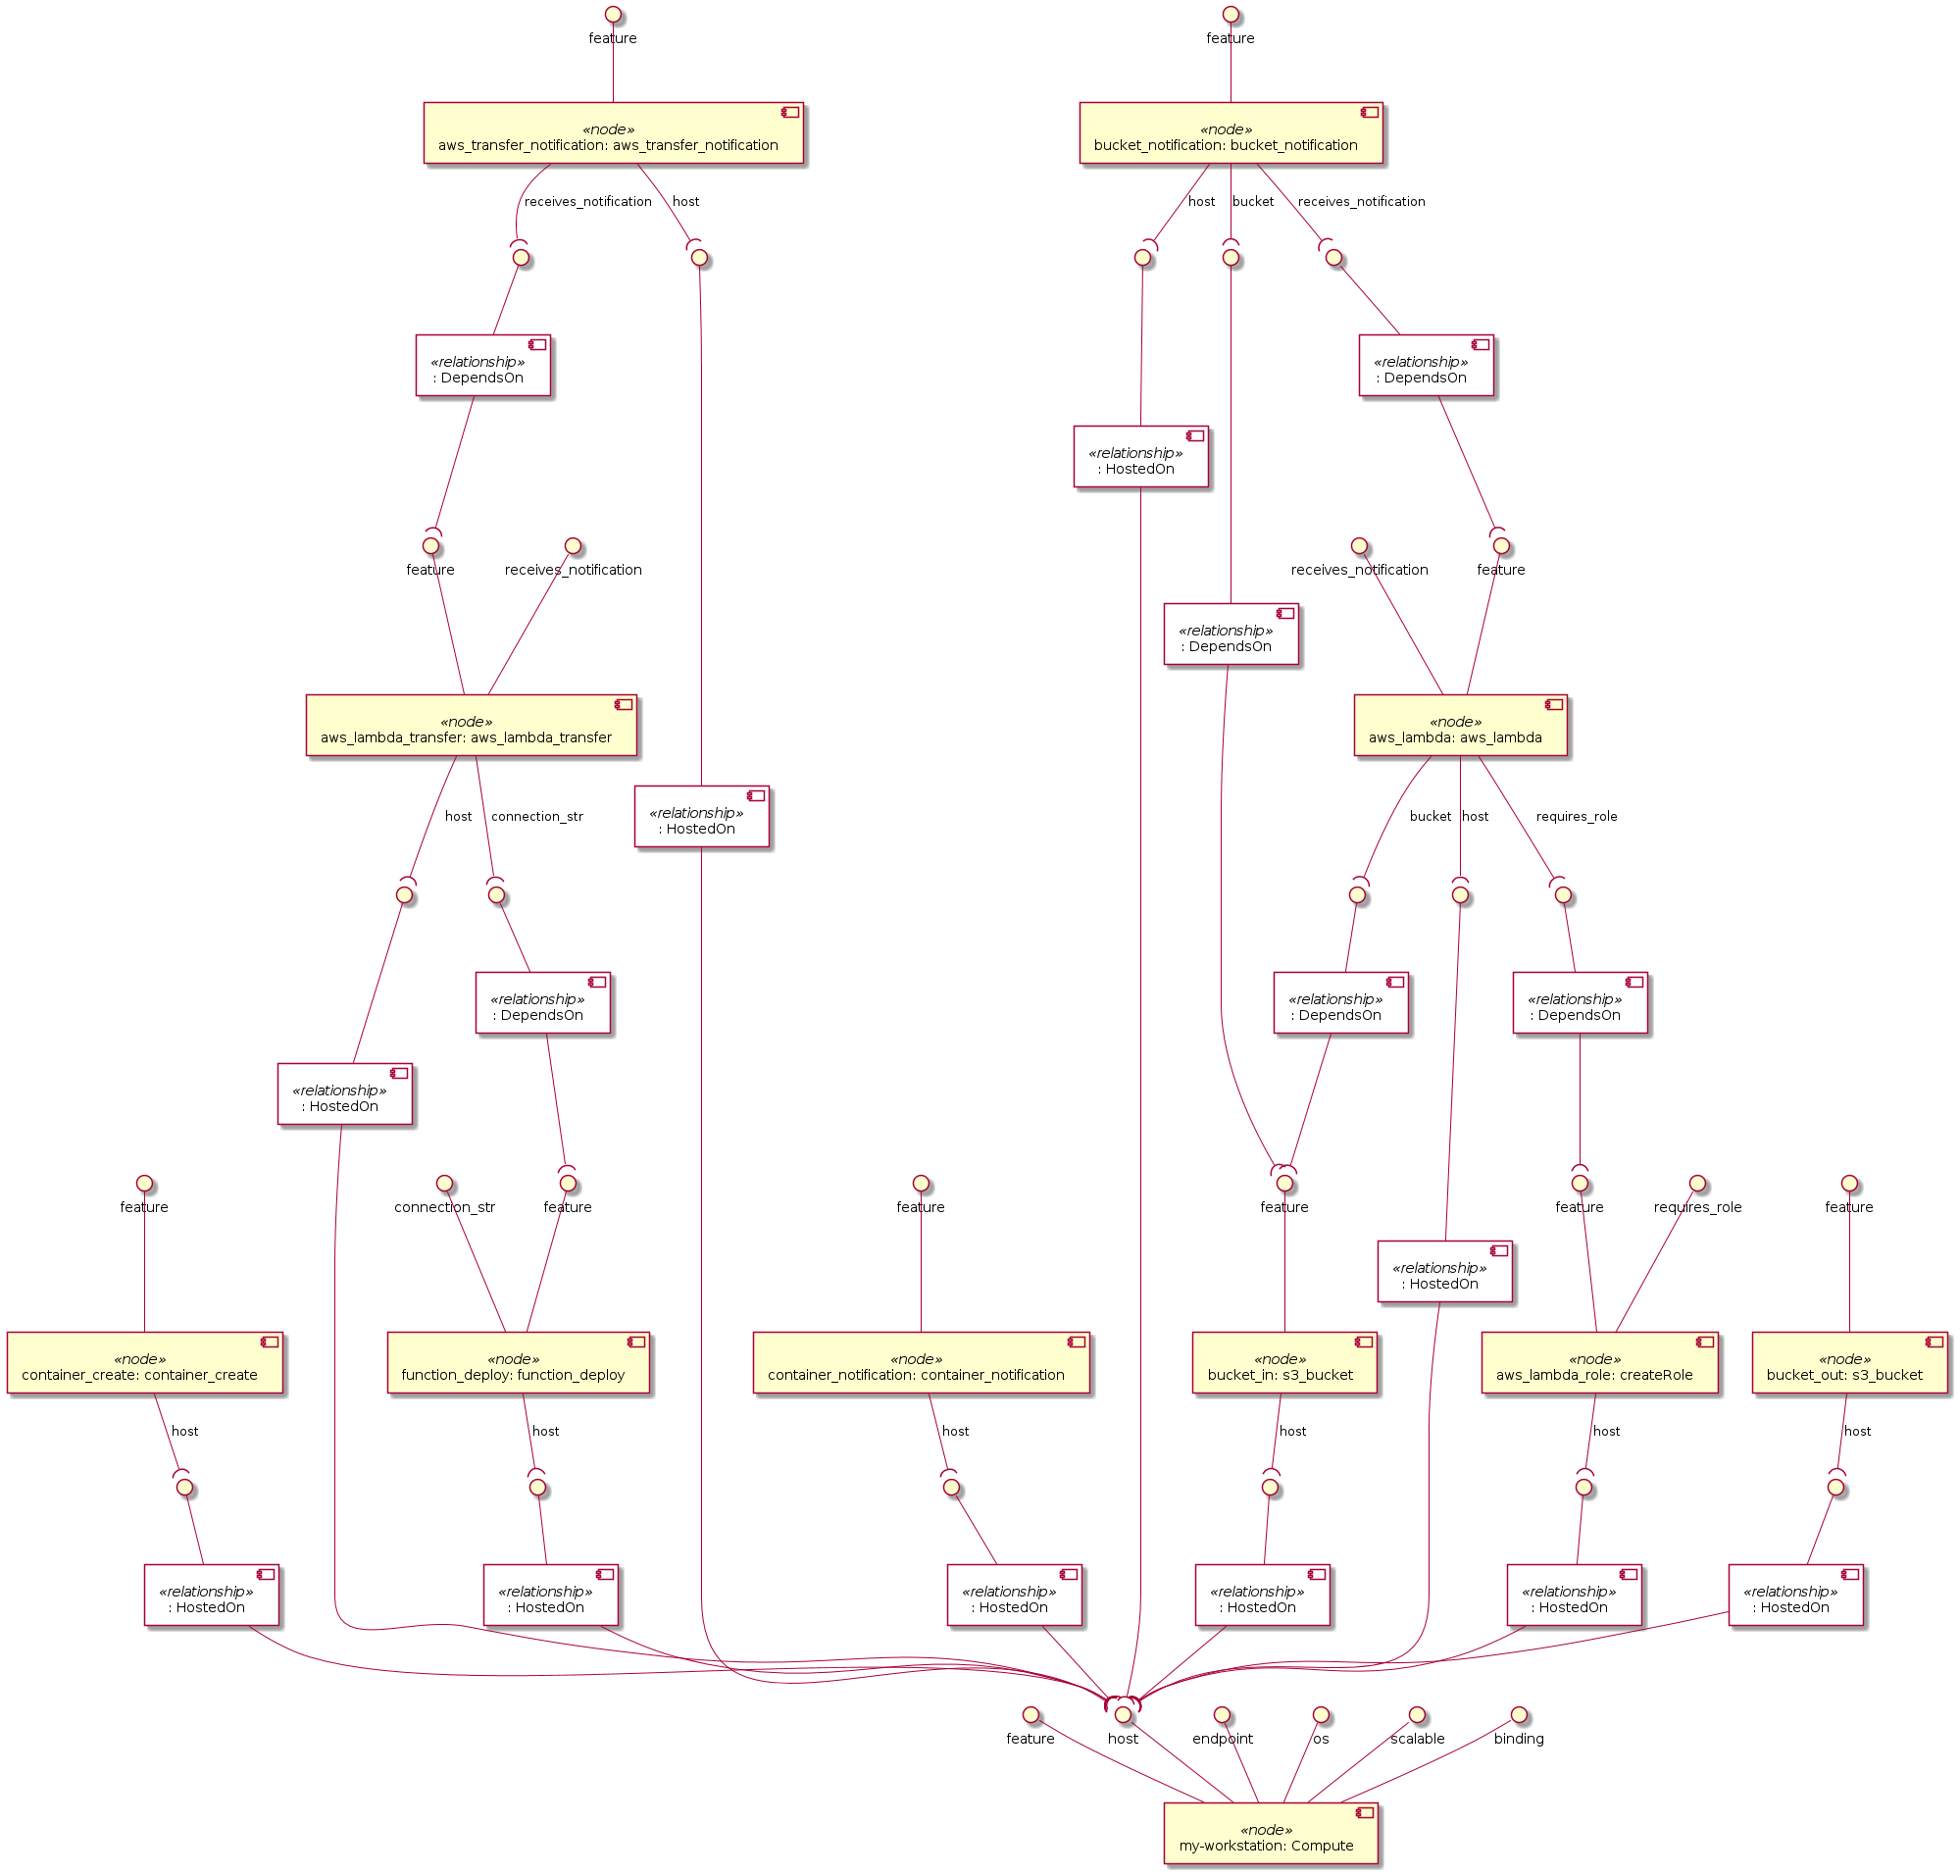 feature
feature
«node»
aws_transfer_notification: aws_transfer_notification
«node»
bucket_notification: bucket_notification
receives_notification
host
host
bucket
receives_notification
«relationship»
: DependsOn
«relationship»
: DependsOn
«relationship»
: HostedOn
feature
receives_notification
receives_notification
feature
«relationship»
: DependsOn
«node»
aws_lambda_transfer: aws_lambda_transfer
«node»
aws_lambda: aws_lambda
host
connection_str
«relationship»
: HostedOn
bucket
host
requires_role
«relationship»
: DependsOn
«relationship»
: DependsOn
«relationship»
: DependsOn
«relationship»
: HostedOn
feature
connection_str
feature
feature
feature
feature
requires_role
feature
«relationship»
: HostedOn
«node»
container_create: container_create
«node»
function_deploy: function_deploy
«node»
container_notification: container_notification
«node»
bucket_in: s3_bucket
«node»
aws_lambda_role: createRole
«node»
bucket_out: s3_bucket
host
host
host
host
host
host
«relationship»
: HostedOn
«relationship»
: HostedOn
«relationship»
: HostedOn
«relationship»
: HostedOn
«relationship»
: HostedOn
«relationship»
: HostedOn
feature
host
endpoint
os
scalable
binding
«node»
my-workstation: Compute